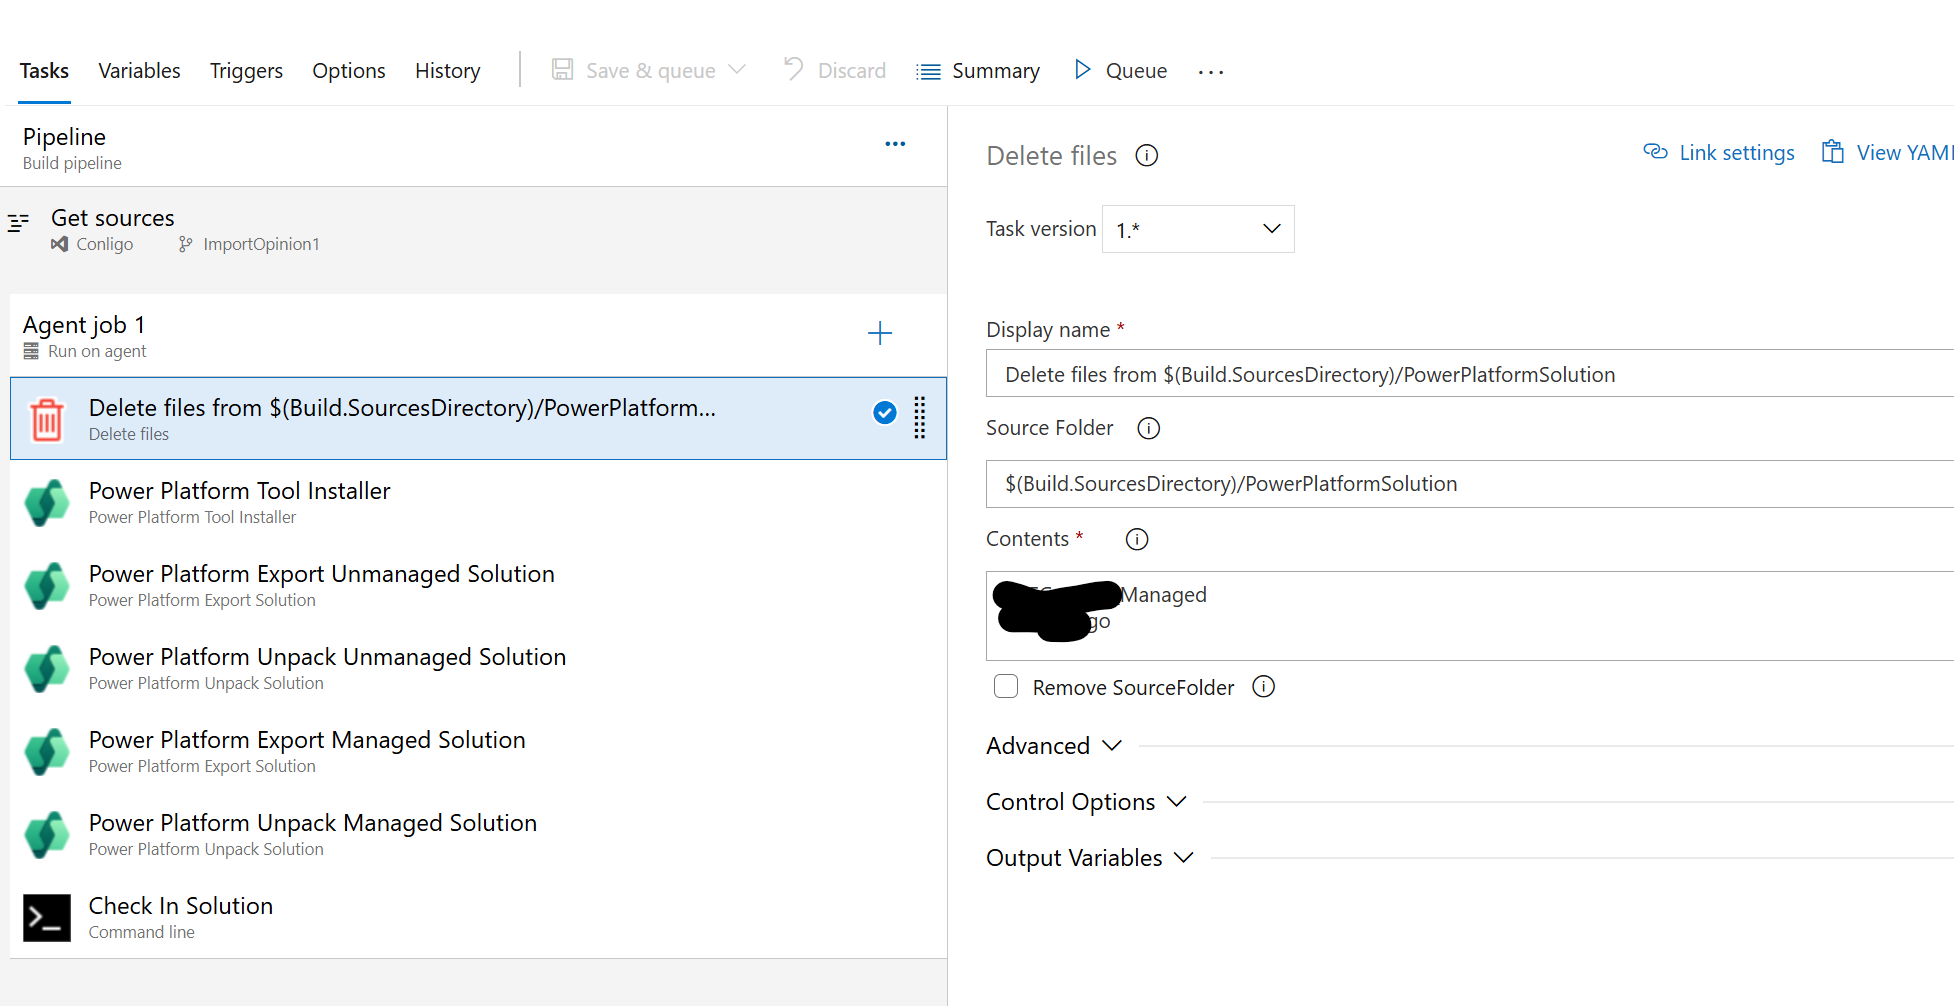 Tasks Variables Triggers Options History Save & queue Discard Summary Queue ...
Pipeline
Build pipeline
Get sources
Conligo ImportOpinion1
Agent job 1
Run on agent
Delete files from $(Build.SourcesDirectory)/PowerPlatform...
Delete files
Power Platform Tool Installer
Power Platform Tool Installer
Power Platform Export Unmanaged Solution
Power Platform Export Solution
Power Platform Unpack Unmanaged Solution
Power Platform Unpack Solution
Power Platform Export Managed Solution
Power Platform Export Solution
Power Platform Unpack Managed Solution
Power Platform Unpack Solution
Check In Solution
Command line
Delete files
Link settings View YAM
Task version 1.*
Display name *
Delete files from $(Build.SourcesDirectory)/PowerPlatformSolution
Source Folder
$(Build.SourcesDirectory)/PowerPlatformSolution
Contents *
Managed
go
Remove SourceFolder
Advanced
Control Options
Output Variables